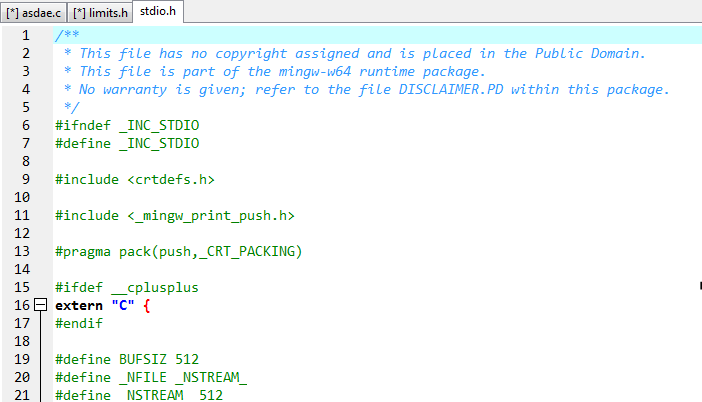 [*] asdae.c [*] limits.h stdio.h
1 /**
2 * This file has no copyright assigned and is placed in the Public Domain.
3 * This file is part of the mingw-w64 runtime package.
4 * No warranty is given; refer to the file DISCLAIMER.PD within this package.
5 */
6 #ifndef _INC_STDIO
7 #define _INC_STDIO
8
9 #include <crtdefs.h>
10
11 #include <_mingw_print_push.h>
12
13 #pragma pack(push,_CRT_PACKING)
14
15 #ifdef __cplusplus
16 extern "C" {
17 #endif
18
19 #define BUFSIZ 512
20 #define _NFILE _NSTREAM_
21 #define _NSTREAM_ 512